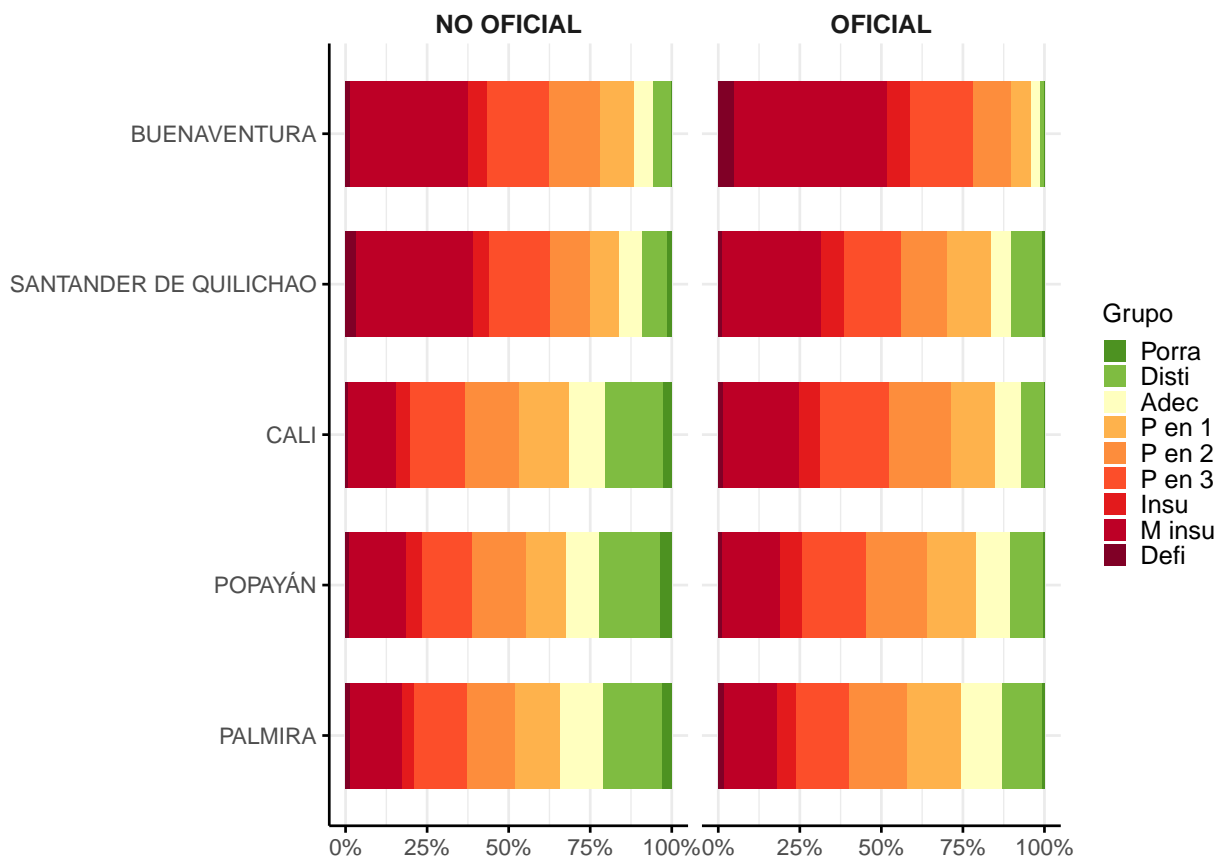 NO OFICIAL
OFICIAL
BUENAVENTURA
SANTANDER DE QUILICHAO
CALI
POPAYÁN
PALMIRA
0% 25% 50% 75% 100%
0% 25% 50% 75% 100%
Grupo
Porra
Disti
Adec
P en 1
P en 2
P en 3
Insu
M insu
Defi